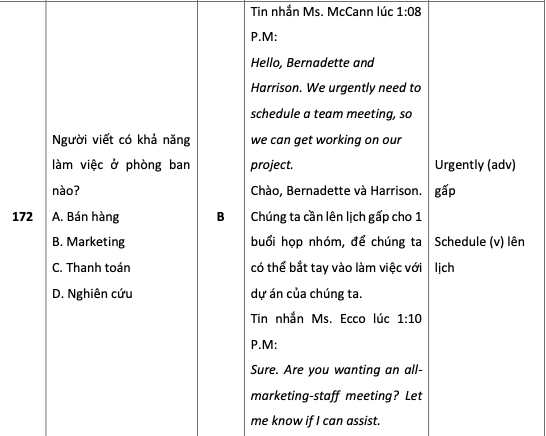 172
Người viết có khả năng
làm việc ở phòng ban
nào?
A. Bán hàng
B. Marketing
C. Thanh toán
D. Nghiên cứu
B
Tin nhắn Ms. McCann lúc 1:08
P.M:
Hello, Bernadette and
Harrison. We urgently need to
schedule a team meeting, so
we can get working on our
project.
Chào, Bernadette và Harrison.
Chúng ta cần lên lịch gấp cho 1
buổi họp nhóm, để chúng ta
có thể bắt tay vào làm việc với
dự án của chúng ta.
Tin nhắn Ms. Ecco lúc 1:10
P.M:
Sure. Are you wanting an all-
marketing-staff meeting? Let
me know if I can assist.
Urgently (adv)
gấp
Schedule (v) lên
lịch